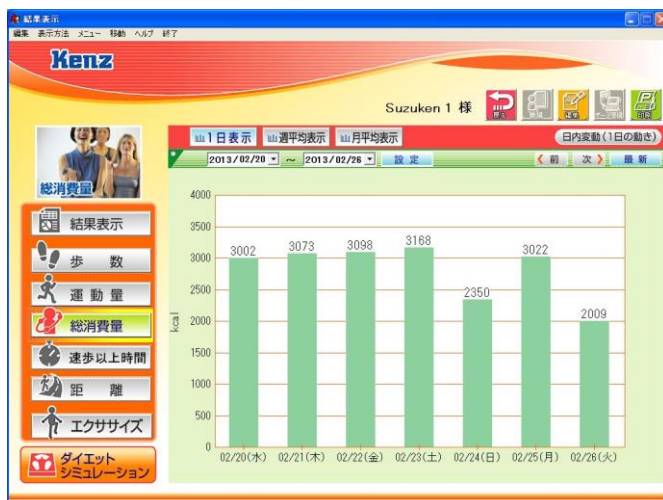 結果表示
編集 表示方法 メニュー 移動 ヘルプ 終了
Kenz
Suzuken 1 様
戻る 印刷
1日表示 週平均表示 月平均表示 日内変動(1日の動き)
2013/02/20 ～ 2013/02/26 設定 前 次 最新
総消費量
結果表示
歩 数
運動量
総消費量
速歩以上時間
距 離
エクササイズ
ダイエット
シミュレーション
kcal
4000
3500
3000
2500
2000
1500
1000
500
0
3002 3073 3098 3168 2350 3022 2009
02/20(水) 02/21(木) 02/22(金) 02/23(土) 02/24(日) 02/25(月) 02/26(火)